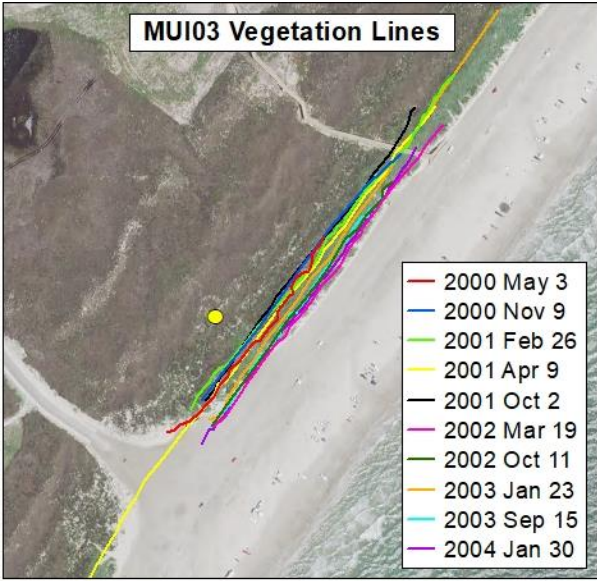 MUI03 Vegetation Lines
2000 May 3
2000 Nov 9
2001 Feb 26
2001 Apr 9
2001 Oct 2
2002 Mar 19
2002 Oct 11
2003 Jan 23
2003 Sep 15
2004 Jan 30